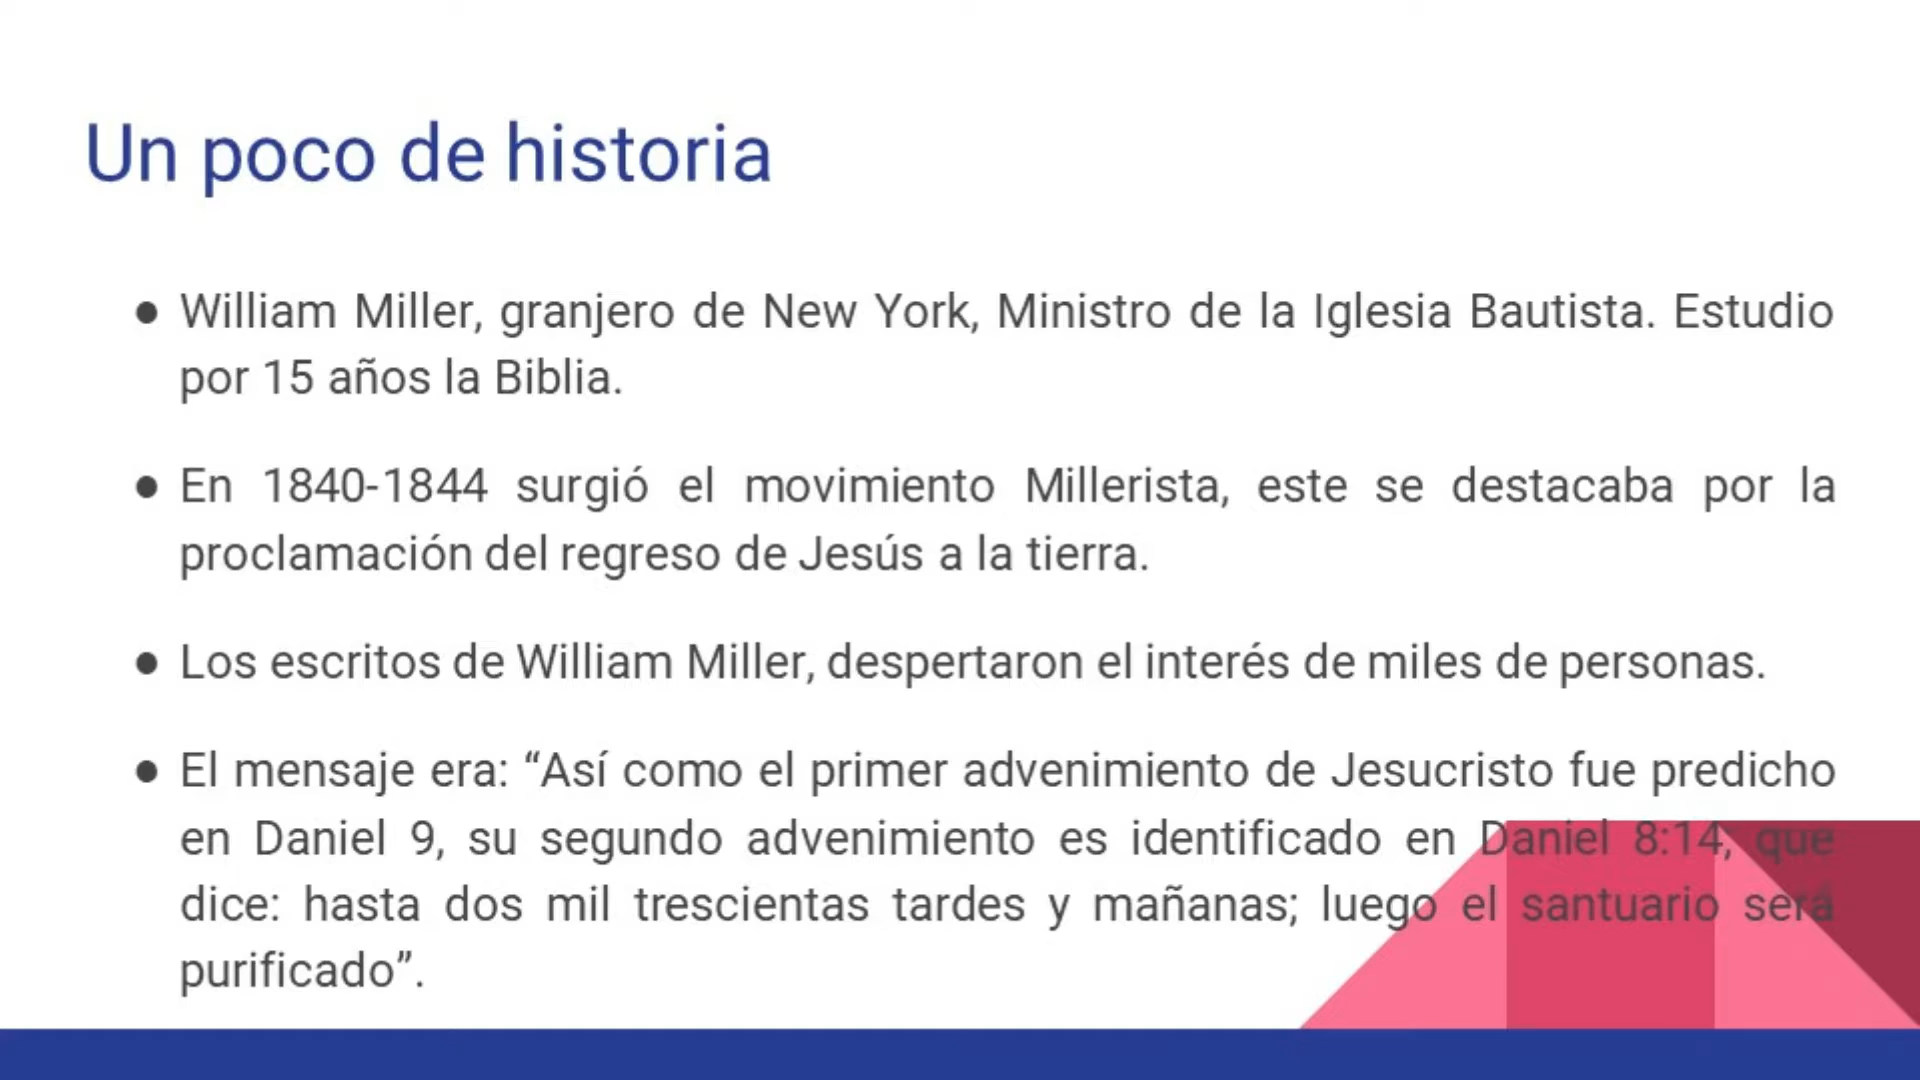 Un poco de historia
● William Miller, granjero de New York, Ministro de la Iglesia Bautista. Estudio
por 15 años la Biblia.
● En 1840-1844 surgió el movimiento Millerista, este se destacaba por la
proclamación del regreso de Jesús a la tierra.
● Los escritos de William Miller, despertaron el interés de miles de personas.
● El mensaje era: “Así como el primer advenimiento de Jesucristo fue predicho
en Daniel 9, su segundo advenimiento es identificado en Daniel 8:14, que
dice: hasta dos mil trescientas tardes y mañanas; luego el santuario será
purificado”.